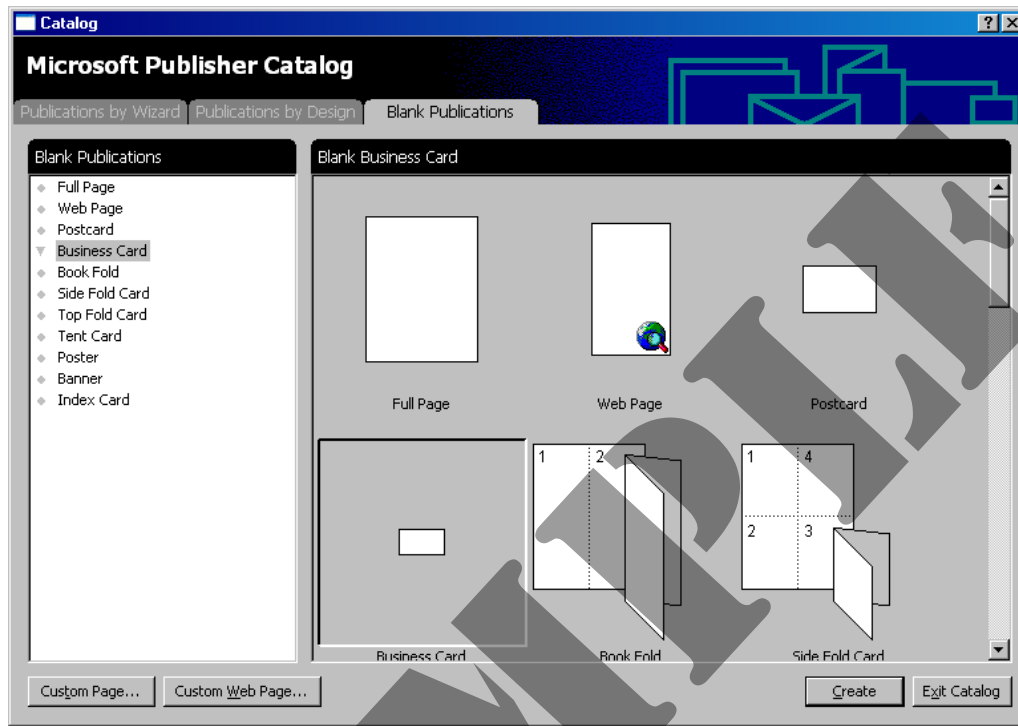 Catalog
Microsoft Publisher Catalog
Publications by Wizard Publications by Design Blank Publications
Blank Publications
Full Page
Web Page
Postcard
Business Card
Book Fold
Side Fold Card
Top Fold Card
Tent Card
Poster
Banner
Index Card
Blank Business Card
Full Page Web Page Postcard
1 2 1 4
2 3
Business Card Book Fold Side Fold Card
Custom Page... Custom Web Page... Create Exit Catalog